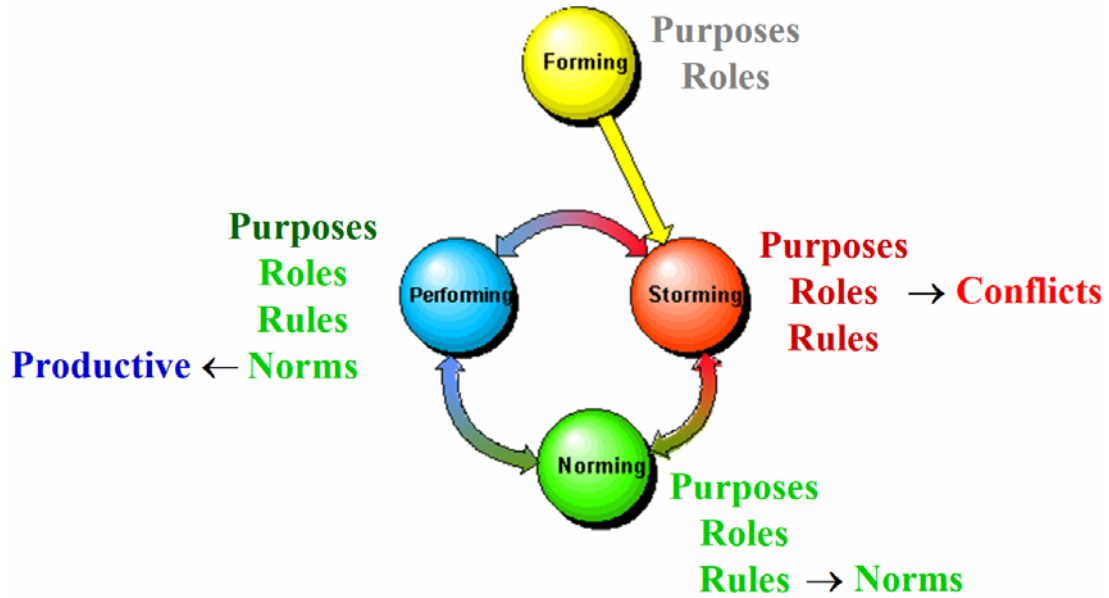 Forming
Purposes
Roles
Purposes
Roles
Rules
Productive ← Norms
Performing
Storming
Purposes
Roles → Conflicts
Rules
Norming
Purposes
Roles
Rules → Norms